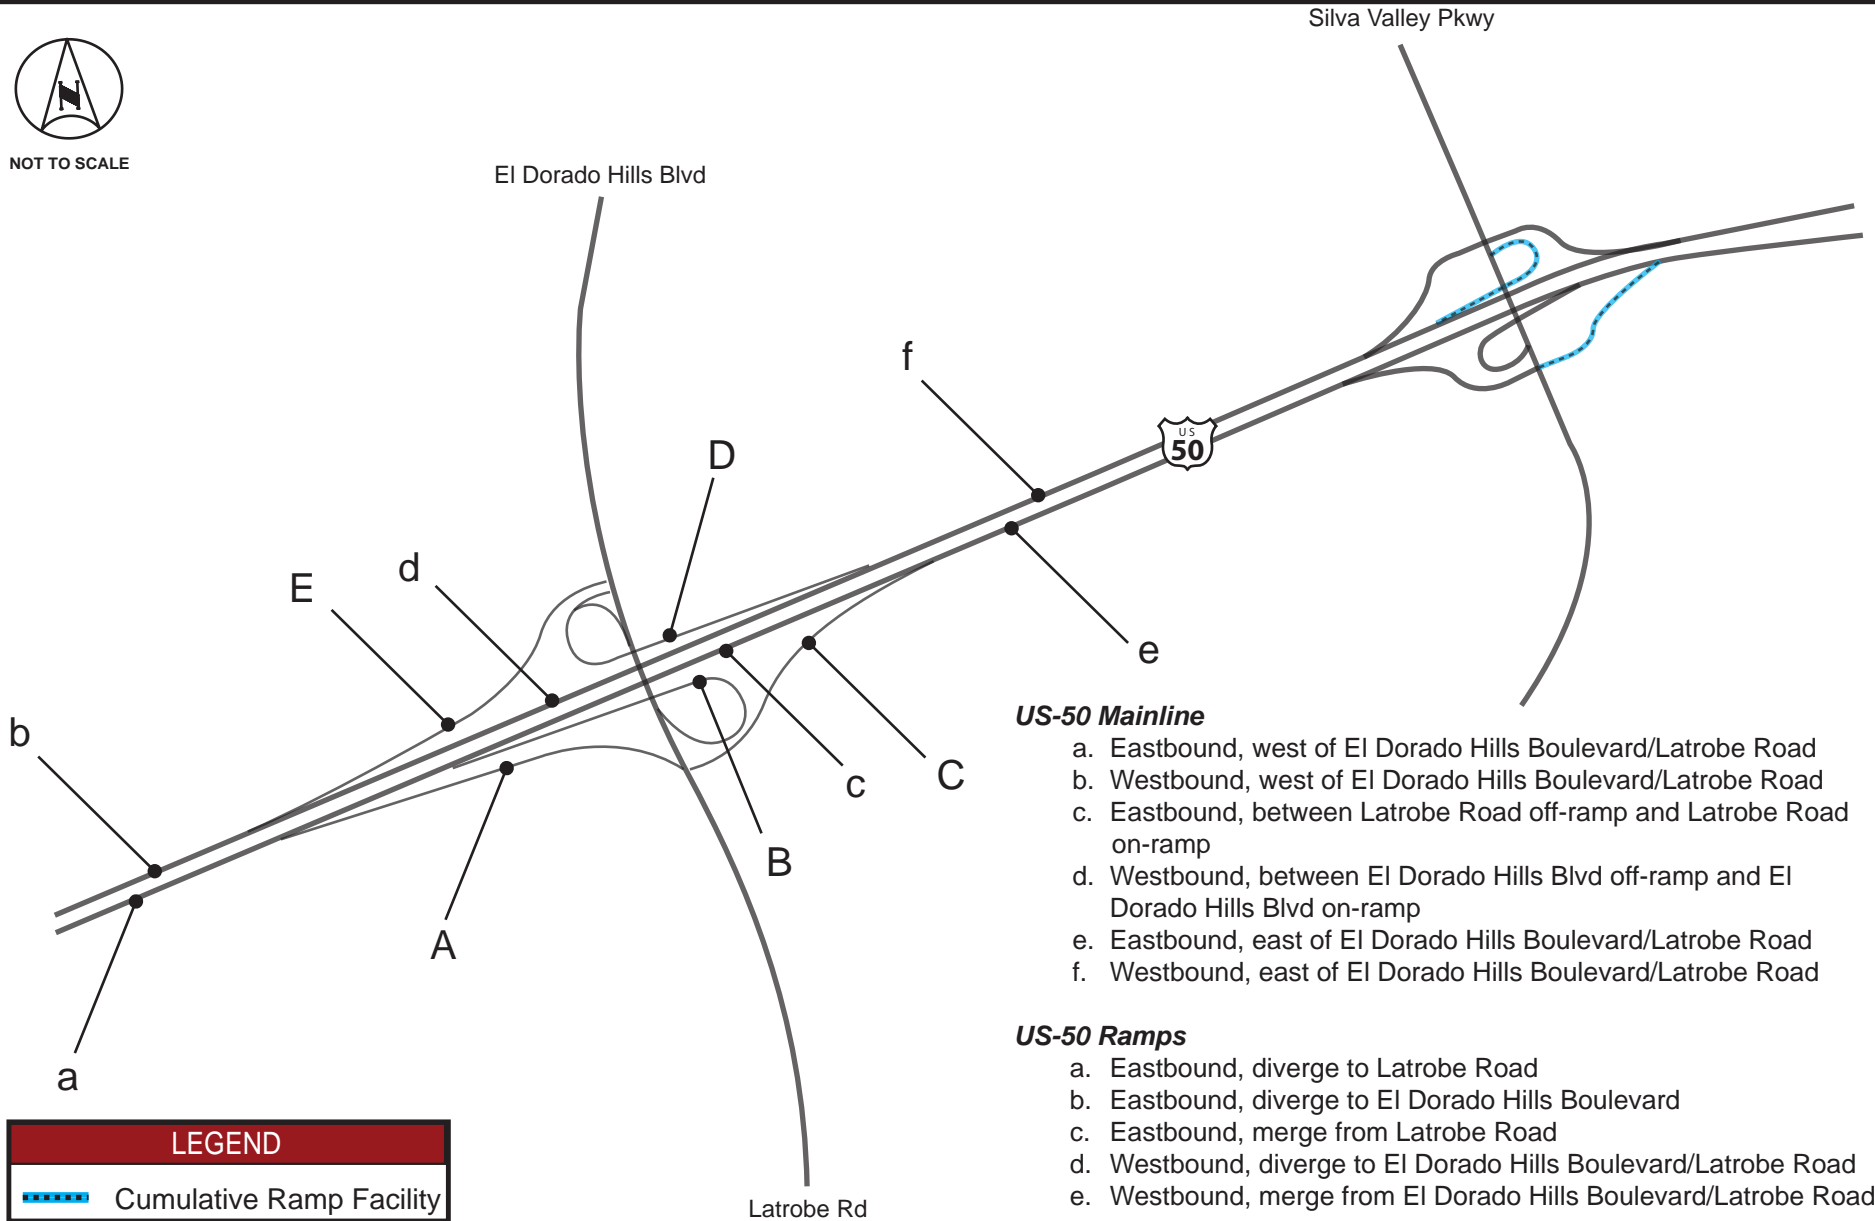 Silva Valley Pkwy
N
NOT TO SCALE
El Dorado Hills Blvd
f
D
US
50
d
E
e
b
c
C
B
A
a
US-50 Mainline
a. Eastbound, west of El Dorado Hills Boulevard/Latrobe Road
b. Westbound, west of El Dorado Hills Boulevard/Latrobe Road
c. Eastbound, between Latrobe Road off-ramp and Latrobe Road
on-ramp
d. Westbound, between El Dorado Hills Blvd off-ramp and El
Dorado Hills Blvd on-ramp
e. Eastbound, east of El Dorado Hills Boulevard/Latrobe Road
f. Westbound, east of El Dorado Hills Boulevard/Latrobe Road
US-50 Ramps
a. Eastbound, diverge to Latrobe Road
b. Eastbound, diverge to El Dorado Hills Boulevard
c. Eastbound, merge from Latrobe Road
d. Westbound, diverge to El Dorado Hills Boulevard/Latrobe Road
e. Westbound, merge from El Dorado Hills Boulevard/Latrobe Road
LEGEND
Cumulative Ramp Facility
Latrobe Rd